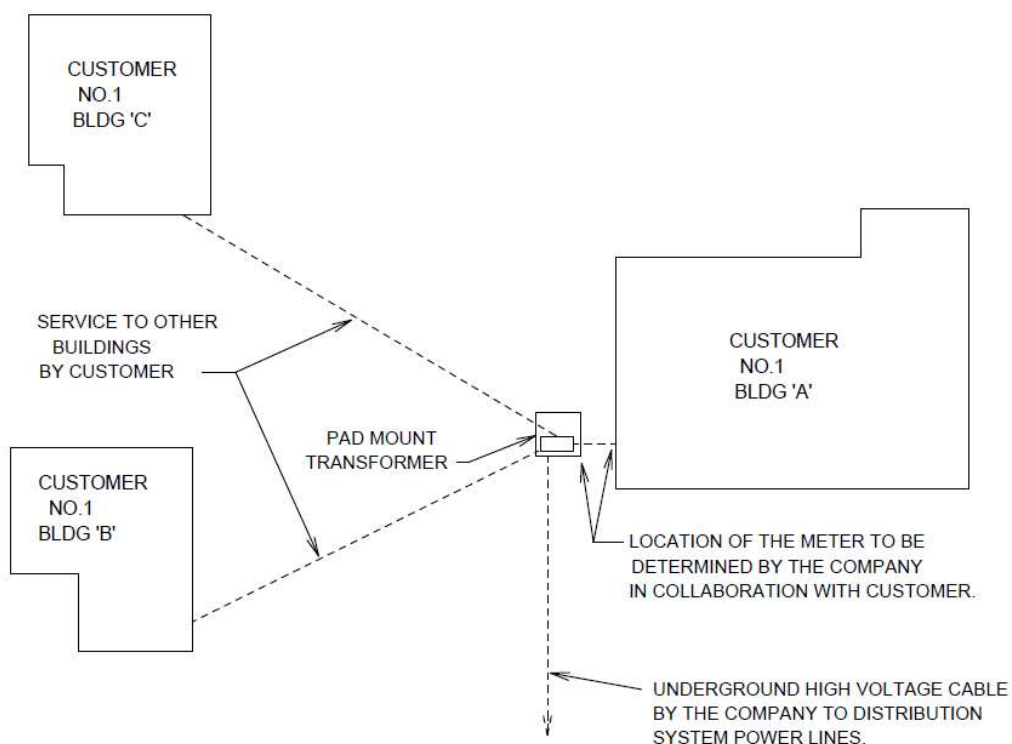 CUSTOMER
NO.1
BLDG 'C'
SERVICE TO OTHER
BUILDINGS
BY CUSTOMER
CUSTOMER
NO.1
BLDG 'A'
PAD MOUNT
TRANSFORMER
CUSTOMER
NO.1
BLDG 'B'
LOCATION OF THE METER TO BE
DETERMINED BY THE COMPANY
IN COLLABORATION WITH CUSTOMER.
UNDERGROUND HIGH VOLTAGE CABLE
BY THE COMPANY TO DISTRIBUTION
SYSTEM POWER LINES.